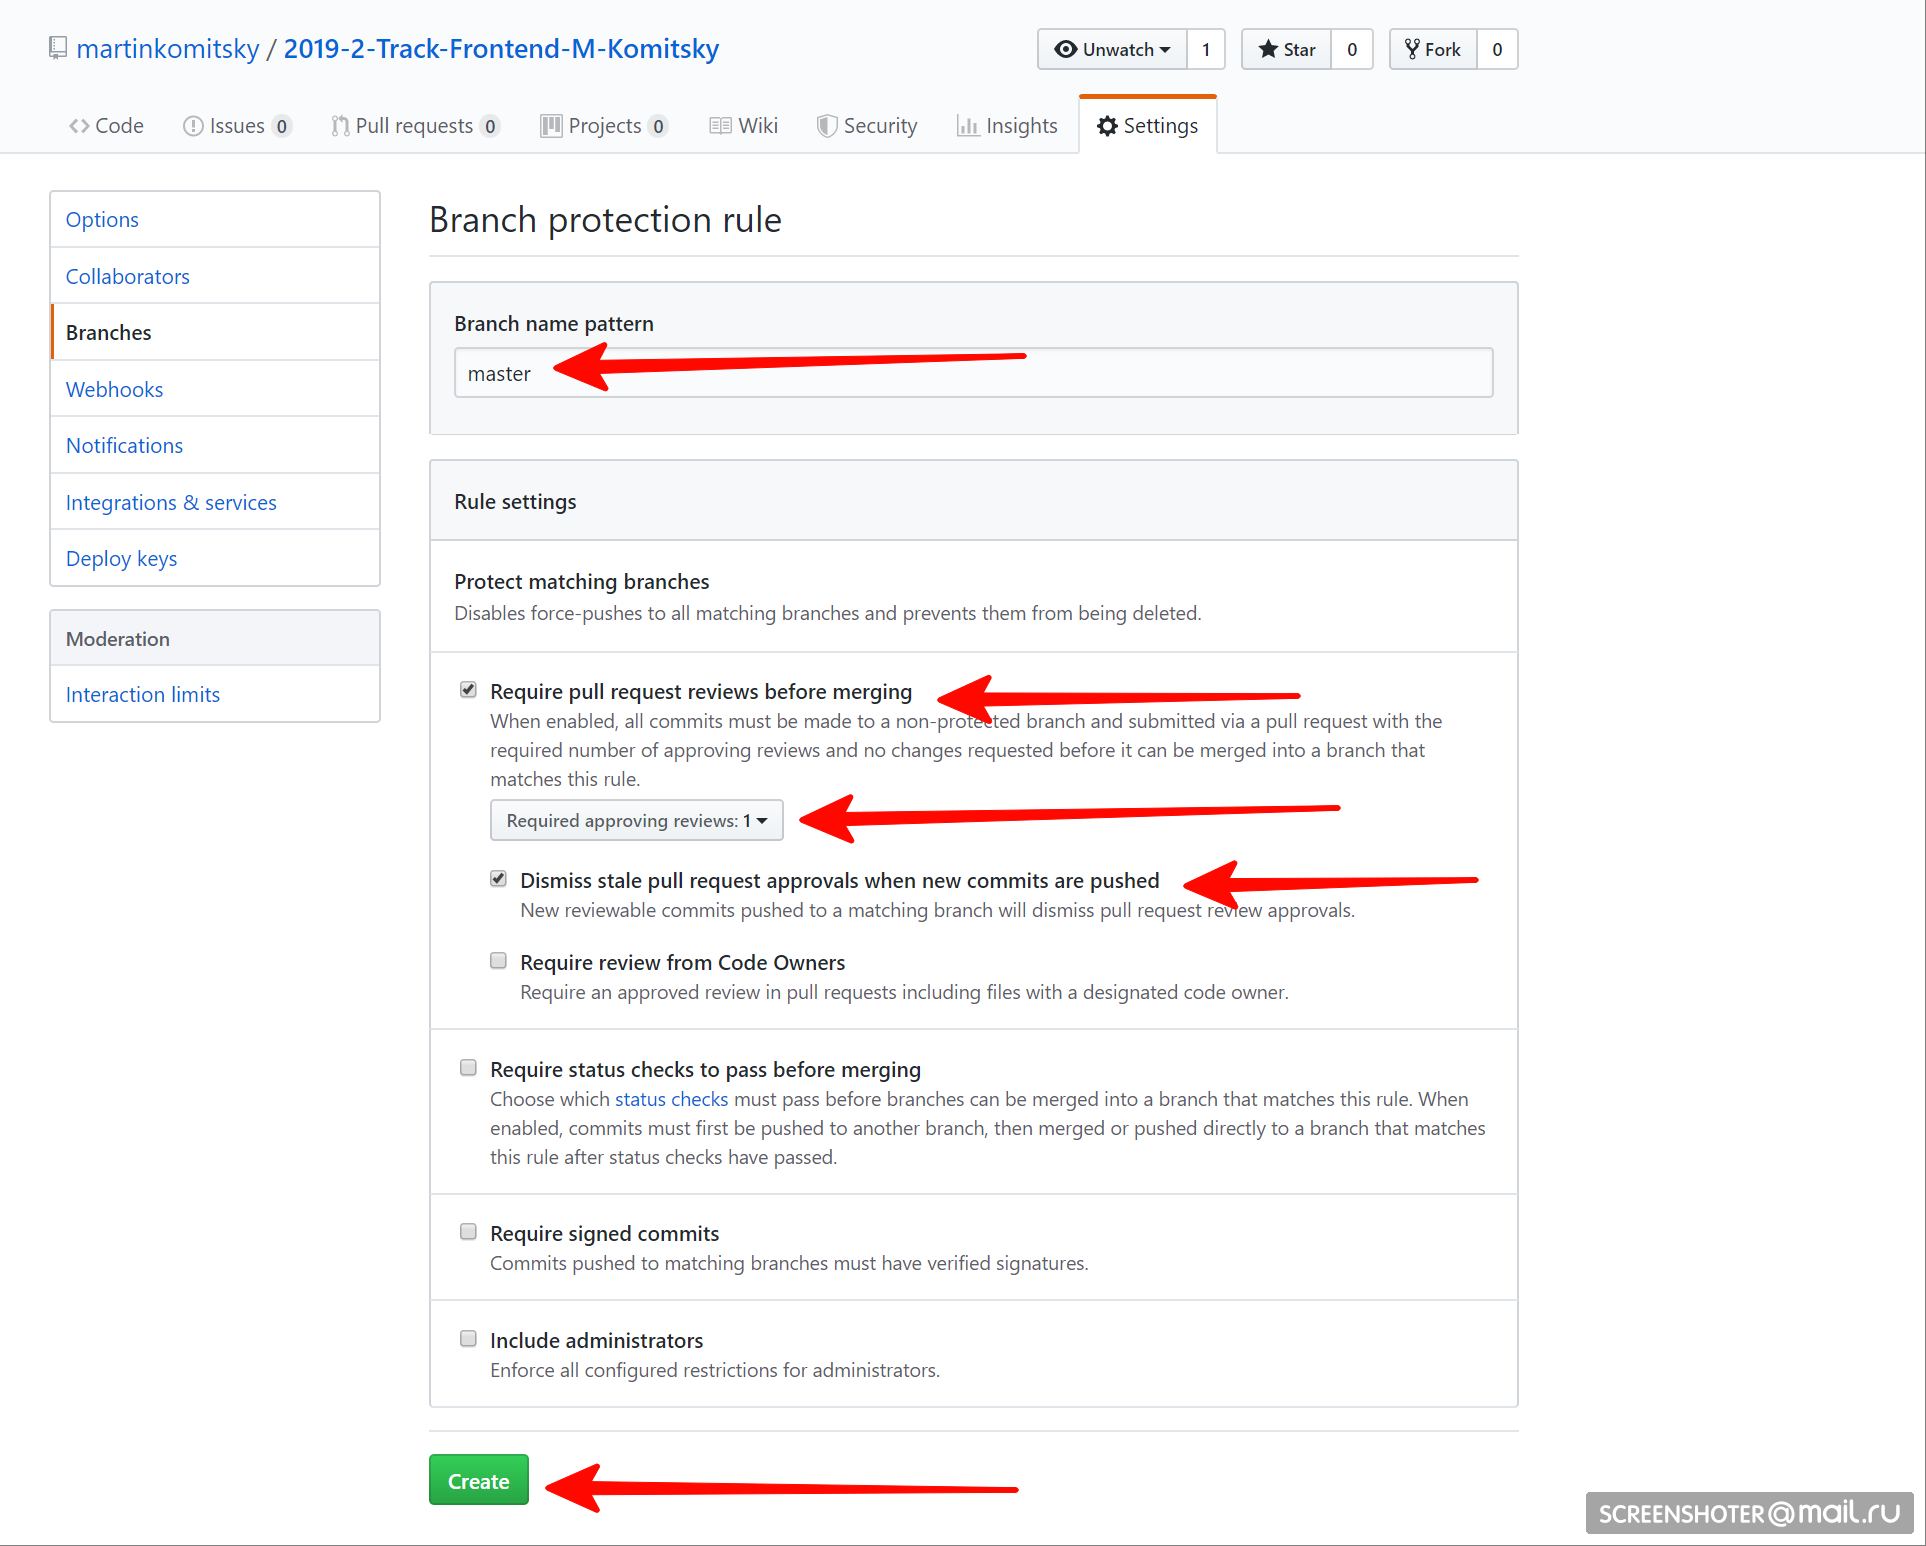 martinkomitsky / 2019-2-Track-Frontend-M-Komitsky
Unwatch 1
Star 0
Fork 0
Code
Issues 0
Pull requests 0
Projects 0
Wiki
Security
Insights
Settings
Options
Collaborators
Branches
Webhooks
Notifications
Integrations & services
Deploy keys
Moderation
Interaction limits
Branch protection rule
Branch name pattern
master
Rule settings
Protect matching branches
Disables force-pushes to all matching branches and prevents them from being deleted.
Require pull request reviews before merging
When enabled, all commits must be made to a non-protected branch and submitted via a pull request with the
required number of approving reviews and no changes requested before it can be merged into a branch that
matches this rule.
Required approving reviews: 1
Dismiss stale pull request approvals when new commits are pushed
New reviewable commits pushed to a matching branch will dismiss pull request review approvals.
Require review from Code Owners
Require an approved review in pull requests including files with a designated code owner.
Require status checks to pass before merging
Choose which status checks must pass before branches can be merged into a branch that matches this rule. When
enabled, commits must first be pushed to another branch, then merged or pushed directly to a branch that matches
this rule after status checks have passed.
Require signed commits
Commits pushed to matching branches must have verified signatures.
Include administrators
Enforce all configured restrictions for administrators.
Create
SCREENSHOTER@mail.ru